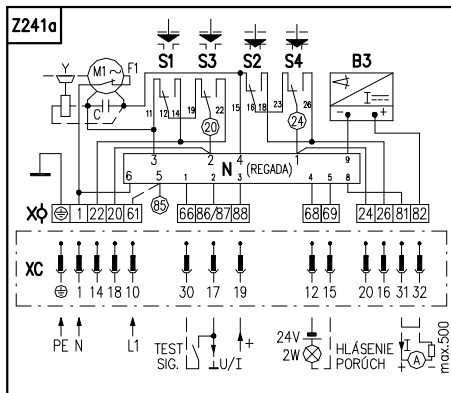 Z241a
S1 S3 S2 S4 B3
Y M1 F1
C
I
11 12 14 19 22 15 16 18 23 26
20 24
- +
3 2 4 1 9
N (REGADA)
6 5 1 2 3 4 5 8 7
85
X 1 22 20 61 66 86/87 88 68 69 24 26 81 82
XC
1 14 18 10 30 17 19 12 15 20 16 31 32
PE N L1 TEST SIG. + U/I 24V 2W HLÁSENIE PORÚCH I A + - max.500